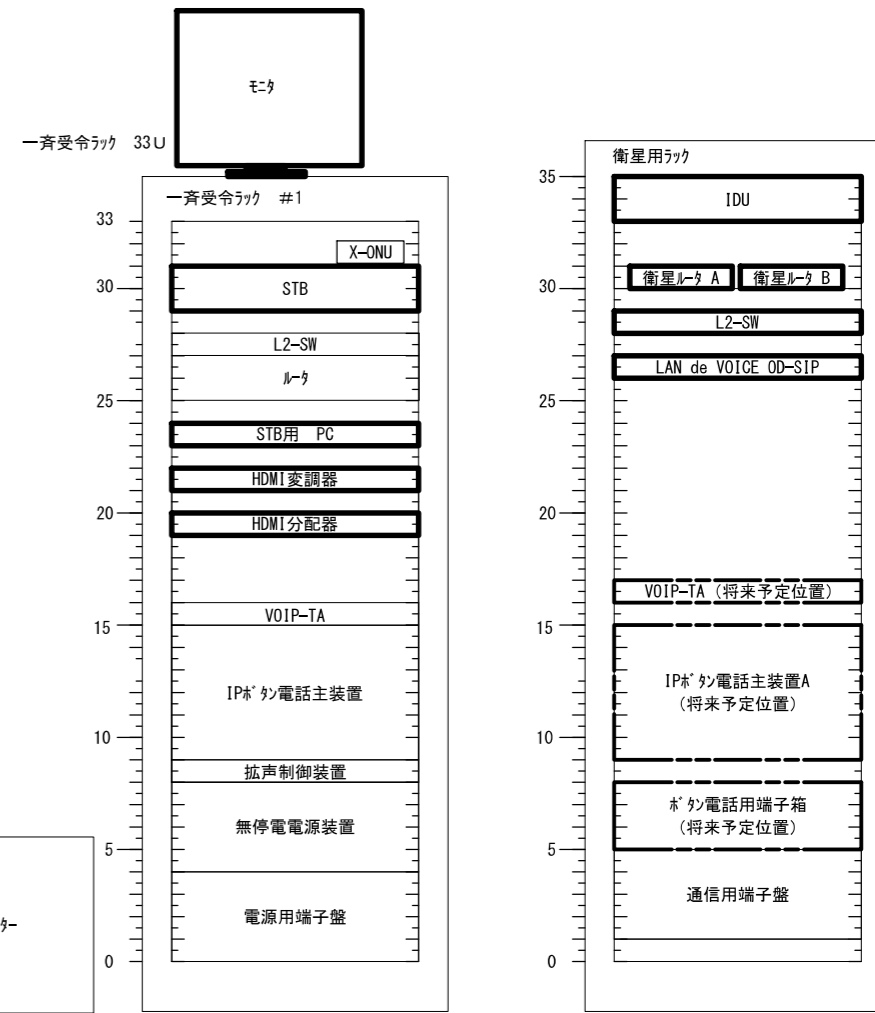 モニタ
一斉受令ラック 33U
一斉受令ラック #1
33
X-ONU
30
STB
L2-SW
ルータ
25
STB用 PC
HDMI変調器
20
HDMI分配器
VOIP-TA
15
IPボタン電話主装置
10
拡声制御装置
無停電電源装置
5
電源用端子盤
0
ター
衛星用ラック
35
IDU
衛星ルータ A 衛星ルータ B
30
L2-SW
LAN de VOICE OD-SIP
25
20
VOIP-TA (将来予定位置)
15
IPボタン電話主装置A
(将来予定位置)
10
ボタン電話用端子箱
(将来予定位置)
5
通信用端子盤
0